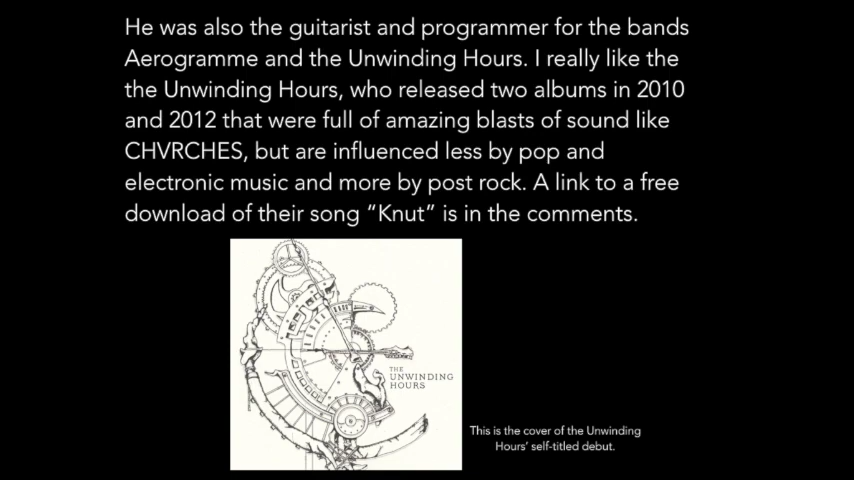 He was also the guitarist and programmer for the bands
Aerogramme and the Unwinding Hours. I really like the
the Unwinding Hours, who released two albums in 2010
and 2012 that were full of amazing blasts of sound like
CHVRCHES, but are influenced less by pop and
electronic music and more by post rock. A link to a free
download of their song “Knut” is in the comments.
THE
UNWINDING
HOURS
This is the cover of the Unwinding
Hours’ self-titled debut.